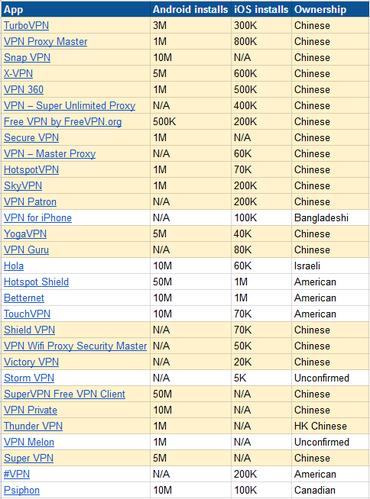 App Android installs iOS installs Ownership
TurboVPN 3M 300K Chinese
VPN Proxy Master 1M 800K Chinese
Snap VPN 10M N/A Chinese
X-VPN 5M 600K Chinese
VPN 360 1M 500K Chinese
VPN – Super Unlimited Proxy N/A 400K Chinese
Free VPN by FreeVPN.org 500K 200K Chinese
Secure VPN 1M N/A Chinese
VPN – Master Proxy N/A 60K Chinese
HotspotVPN 1M 70K Chinese
SkyVPN 1M 200K Chinese
VPN Patron N/A 200K Chinese
VPN for iPhone N/A 100K Bangladeshi
YogaVPN 5M 40K Chinese
VPN Guru N/A 80K Chinese
Hola 10M 60K Israeli
Hotspot Shield 50M 1M American
Betternet 10M 1M American
TouchVPN 10M 70K American
Shield VPN N/A 70K Chinese
VPN Wifi Proxy Security Master N/A 50K Chinese
Victory VPN N/A 20K Chinese
Storm VPN N/A 5K Unconfirmed
SuperVPN Free VPN Client 50M N/A Chinese
VPN Private 10M N/A Chinese
Thunder VPN 1M N/A HK Chinese
VPN Melon 1M N/A Unconfirmed
Super VPN 5M N/A Chinese
#VPN N/A 200K American
Psiphon 10M 100K Canadian